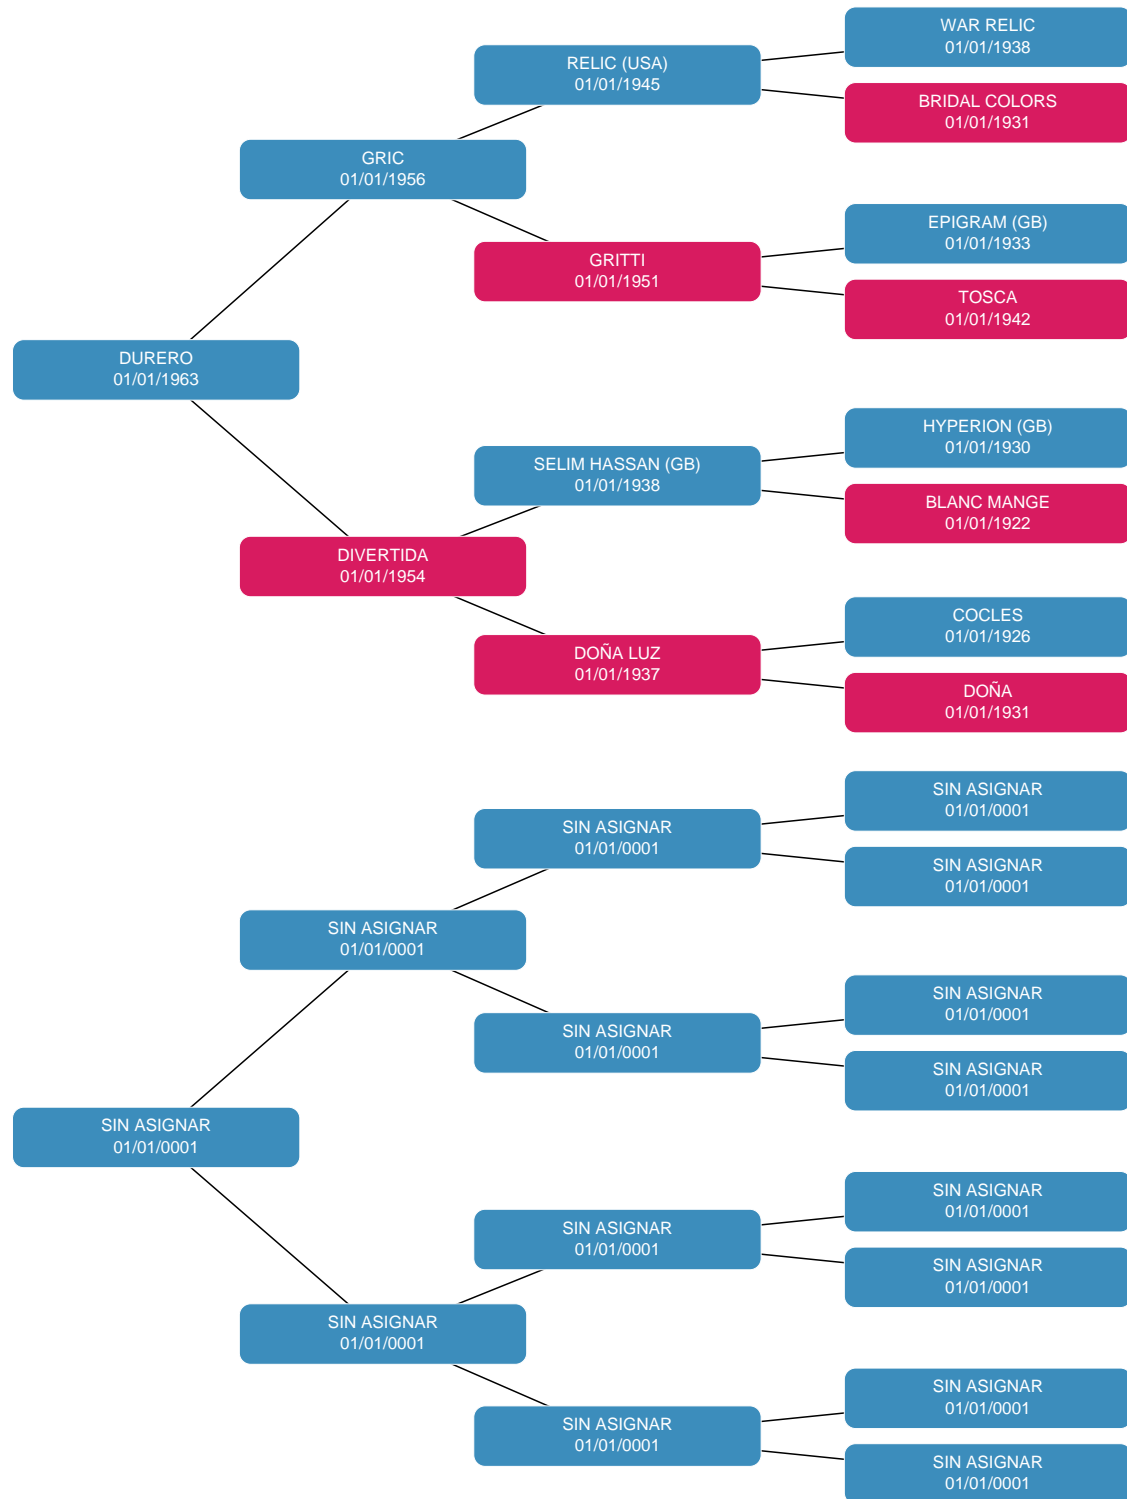 WAR RELIC
01/01/1938
RELIC (USA)
01/01/1945
BRIDAL COLORS
01/01/1931
GRIC
01/01/1956
EPIGRAM (GB)
01/01/1933
GRITTI
01/01/1951
TOSCA
01/01/1942
DURERO
01/01/1963
HYPERION (GB)
01/01/1930
SELIM HASSAN (GB)
01/01/1938
BLANC MANGE
01/01/1922
DIVERTIDA
01/01/1954
COCLES
01/01/1926
DOÑA LUZ
01/01/1937
DOÑA
01/01/1931
SIN ASIGNAR
01/01/0001
SIN ASIGNAR
01/01/0001
SIN ASIGNAR
01/01/0001
SIN ASIGNAR
01/01/0001
SIN ASIGNAR
01/01/0001
SIN ASIGNAR
01/01/0001
SIN ASIGNAR
01/01/0001
SIN ASIGNAR
01/01/0001
SIN ASIGNAR
01/01/0001
SIN ASIGNAR
01/01/0001
SIN ASIGNAR
01/01/0001
SIN ASIGNAR
01/01/0001
SIN ASIGNAR
01/01/0001
SIN ASIGNAR
01/01/0001
SIN ASIGNAR
01/01/0001